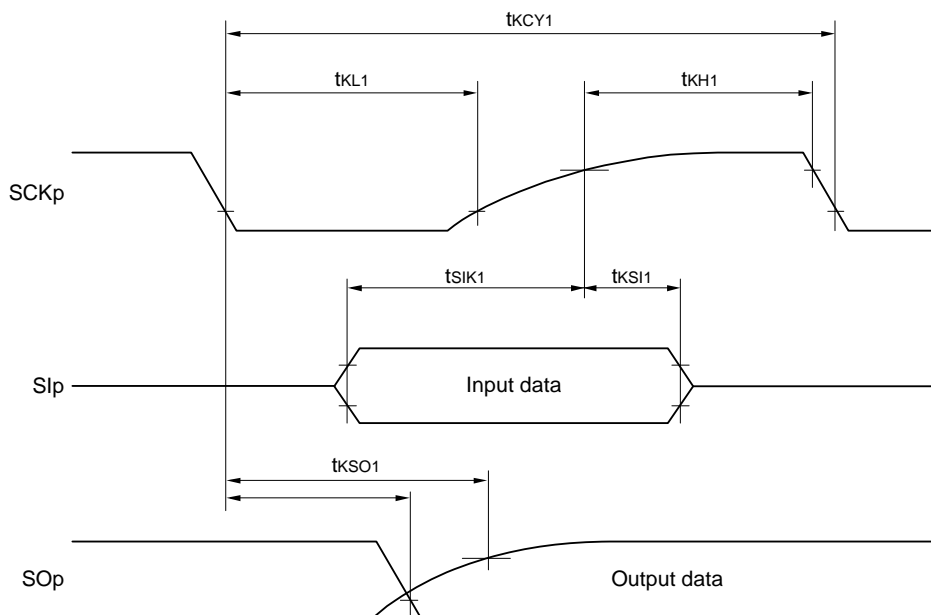 tKCY1
tKL1
tKH1
SCKp
tSIK1
tKSI1
SIp
Input data
tKSO1
SOp
Output data